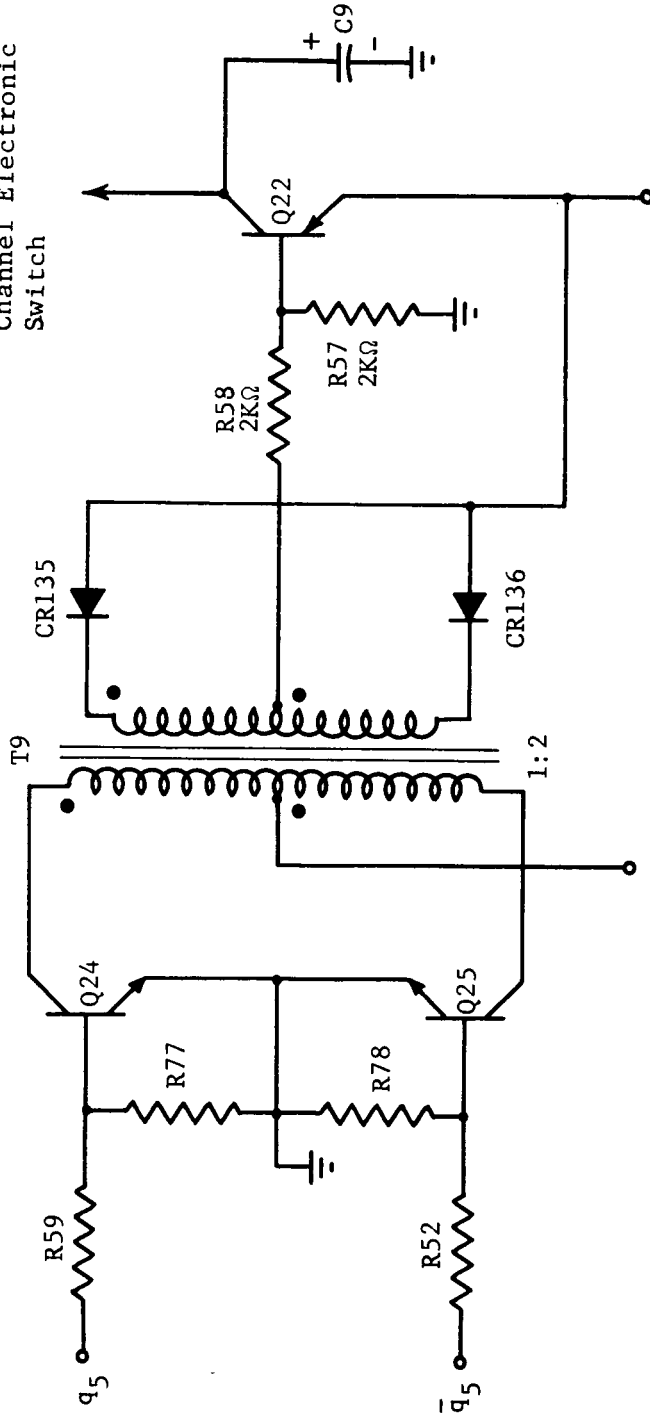 Channel Electronic
Switch
C9
+
-
Q22
R57
2KΩ
R58
2KΩ
CR135
CR136
T9
1:2
Q24
Q25
R77
R78
R59
R52
q5
q̄5